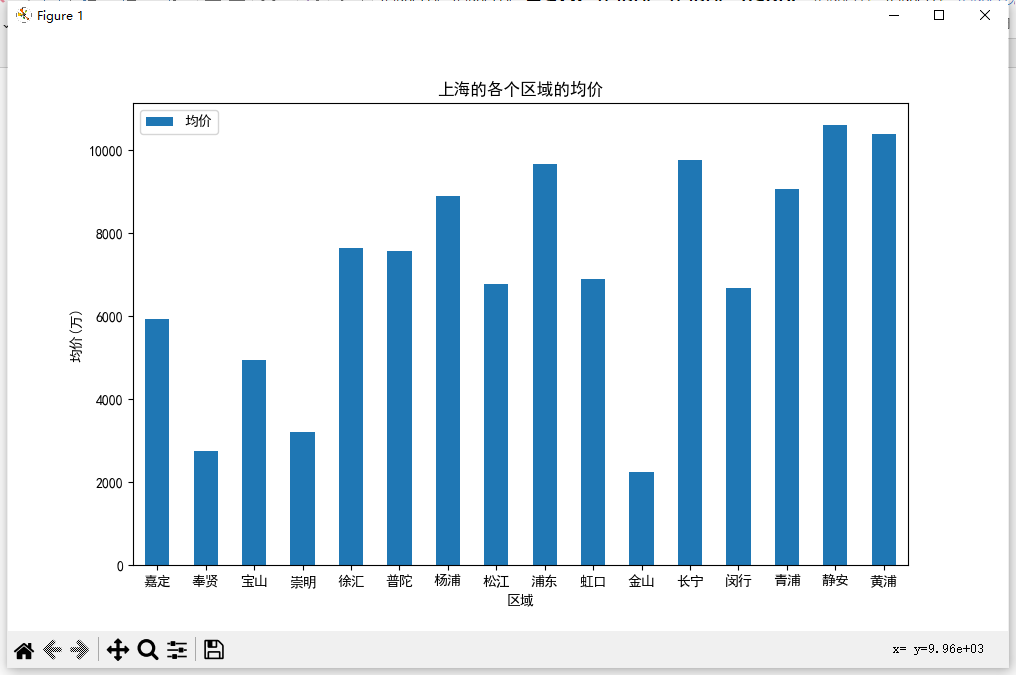 Figure 1
上海的各个区域的均价
均价
10000
8000
6000
4000
2000
0
均价(万)
嘉定 奉贤 宝山 崇明 徐汇 普陀 杨浦 松江 浦东 虹口 金山 长宁 闵行 青浦 静安 黄浦
区域
x= y=9.96e+03